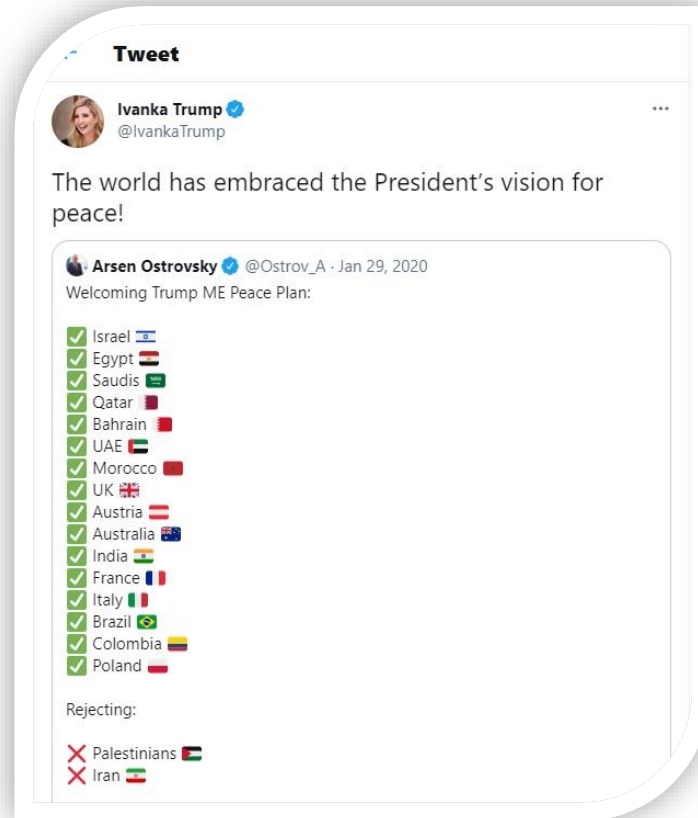 Tweet
Ivanka Trump
@IvankaTrump
The world has embraced the President's vision for
peace!
Arsen Ostrovsky @Ostrov_A · Jan 29, 2020
Welcoming Trump ME Peace Plan:
✅ Israel 🇮🇱
✅ Egypt 🇪🇬
✅ Saudis 🇸🇦
✅ Qatar 🇶🇦
✅ Bahrain 🇧🇭
✅ UAE 🇦🇪
✅ Morocco 🇲🇦
✅ UK 🇬🇧
✅ Austria 🇦🇹
✅ Australia 🇦🇺
✅ India 🇮🇳
✅ France 🇫🇷
✅ Italy 🇮🇹
✅ Brazil 🇧🇷
✅ Colombia 🇨🇴
✅ Poland 🇵🇱
Rejecting:
❌ Palestinians 🇵🇸
❌ Iran 🇮🇷